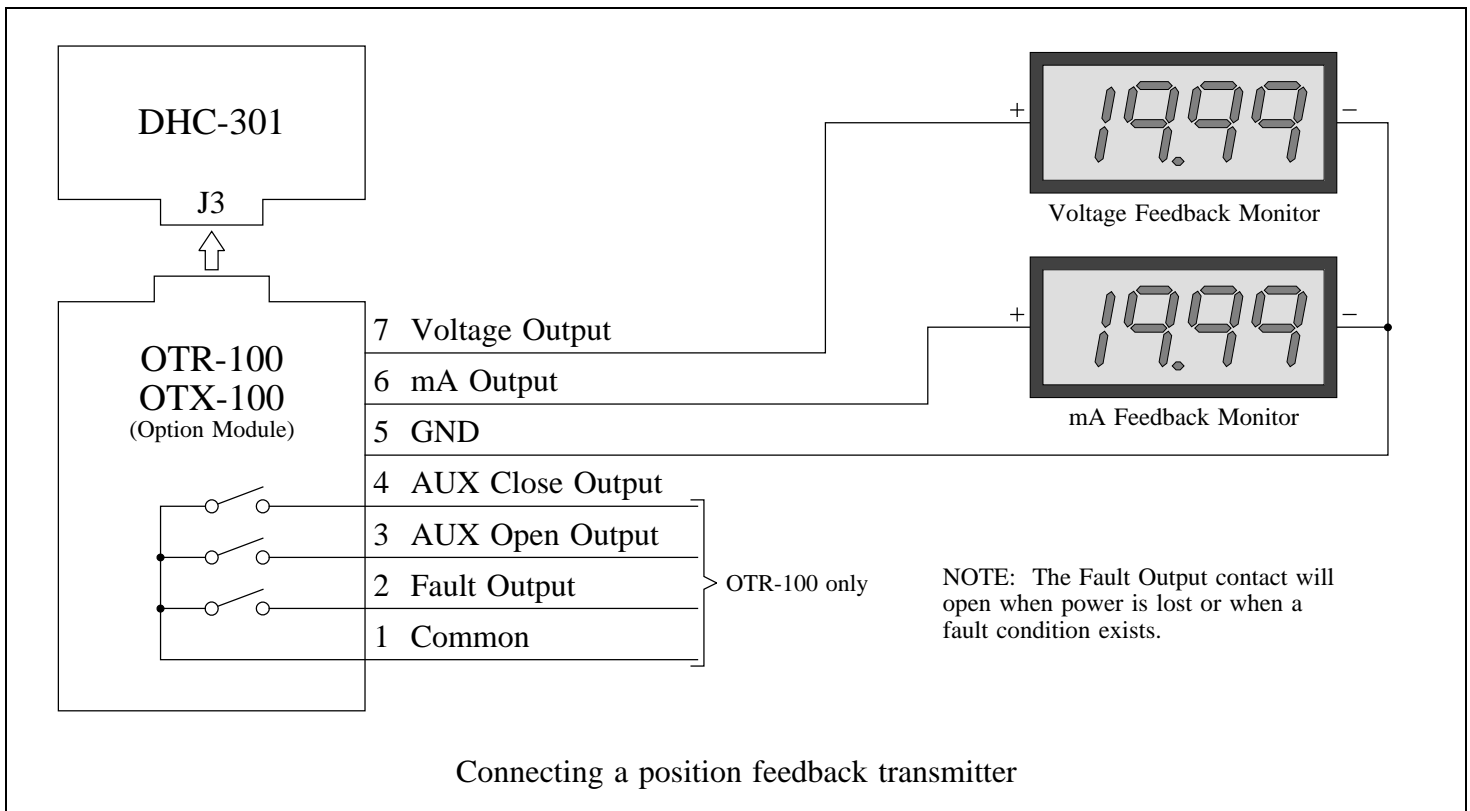 DHC-301
J3
OTR-100
OTX-100
(Option Module)
7 Voltage Output
6 mA Output
5 GND
4 AUX Close Output
3 AUX Open Output
2 Fault Output
1 Common
OTR-100 only
+ 19.99 −
Voltage Feedback Monitor
+ 19.99 −
mA Feedback Monitor
NOTE: The Fault Output contact will
open when power is lost or when a
fault condition exists.
Connecting a position feedback transmitter